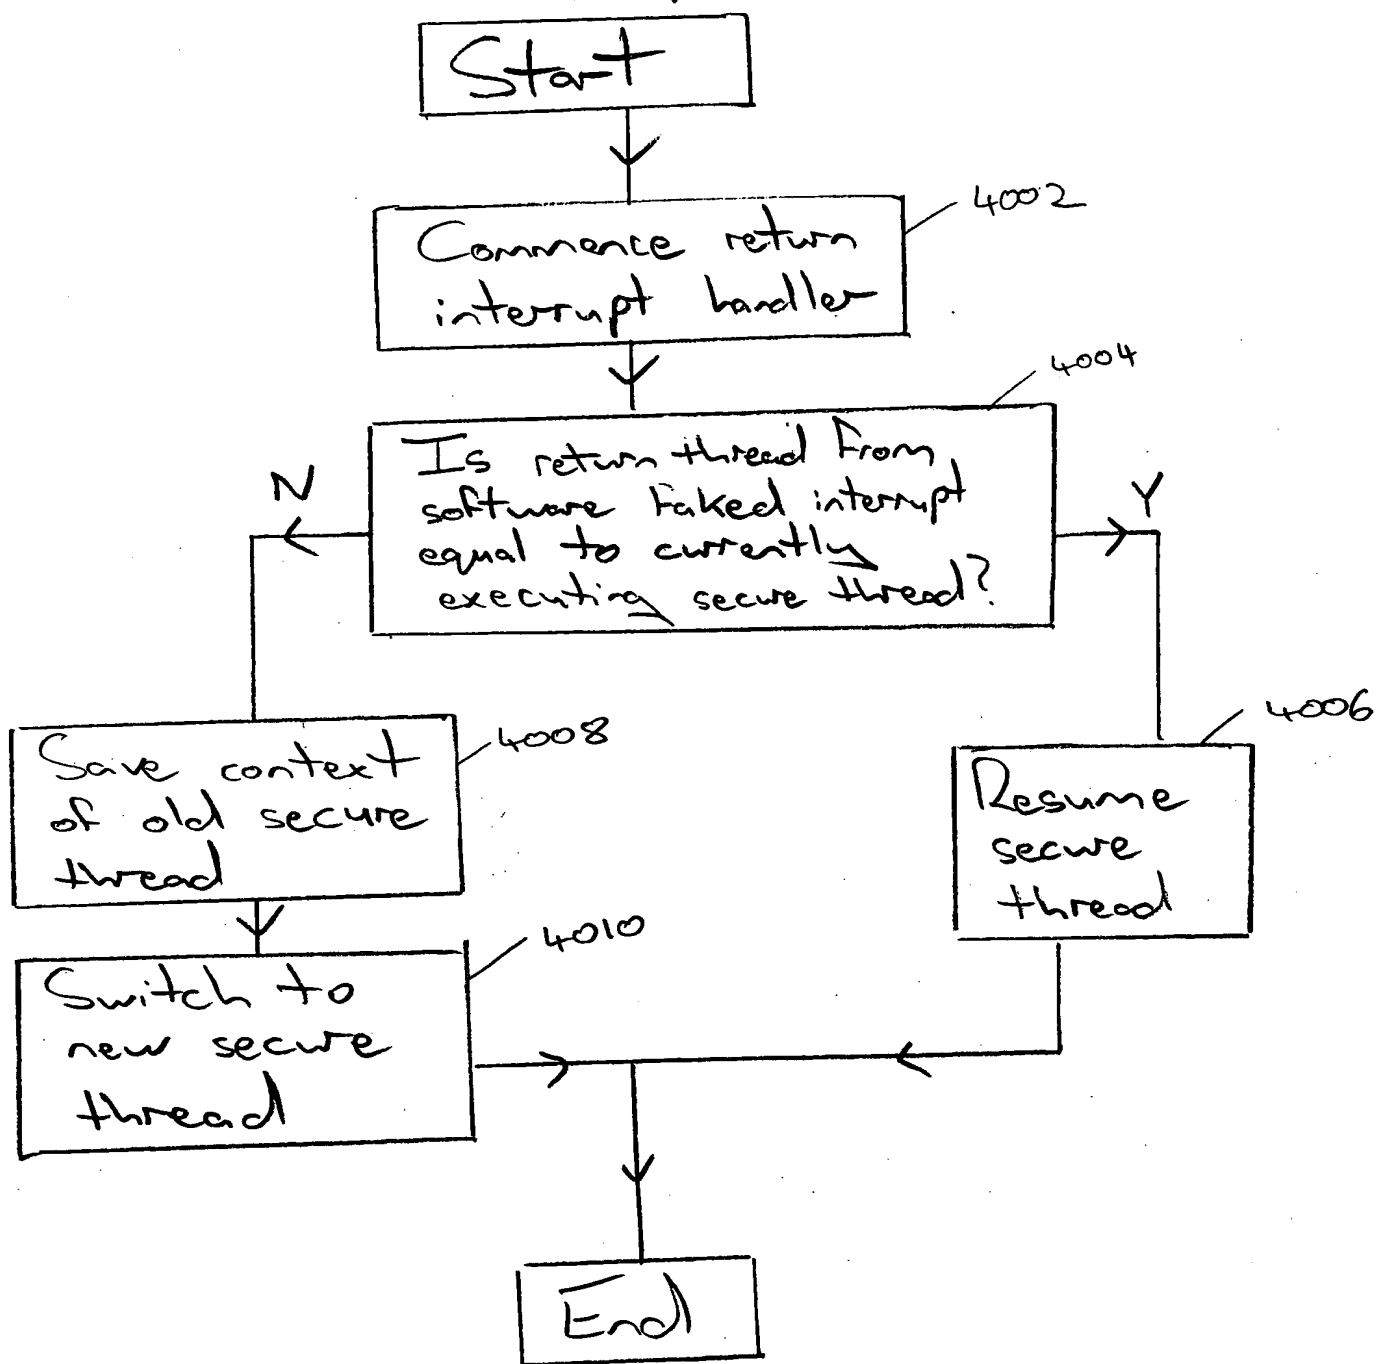 Start
4002
Commence return
interrupt handler
4004
Is return thread from
software faked interrupt
equal to currently
executing secure thread?
N
Y
4008
Save context
of old secure
thread
4006
Resume
secure
thread
4010
Switch to
new secure
thread
End